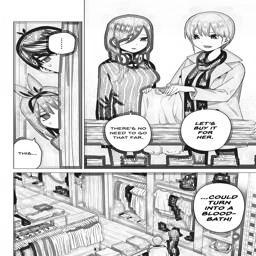 ......
LET'S
BUY IT
FOR
HER.
THERE'S NO
NEED TO GO
THAT FAR.
THIS...
...COULD
TURN
INTO A
BLOOD-
BATH!